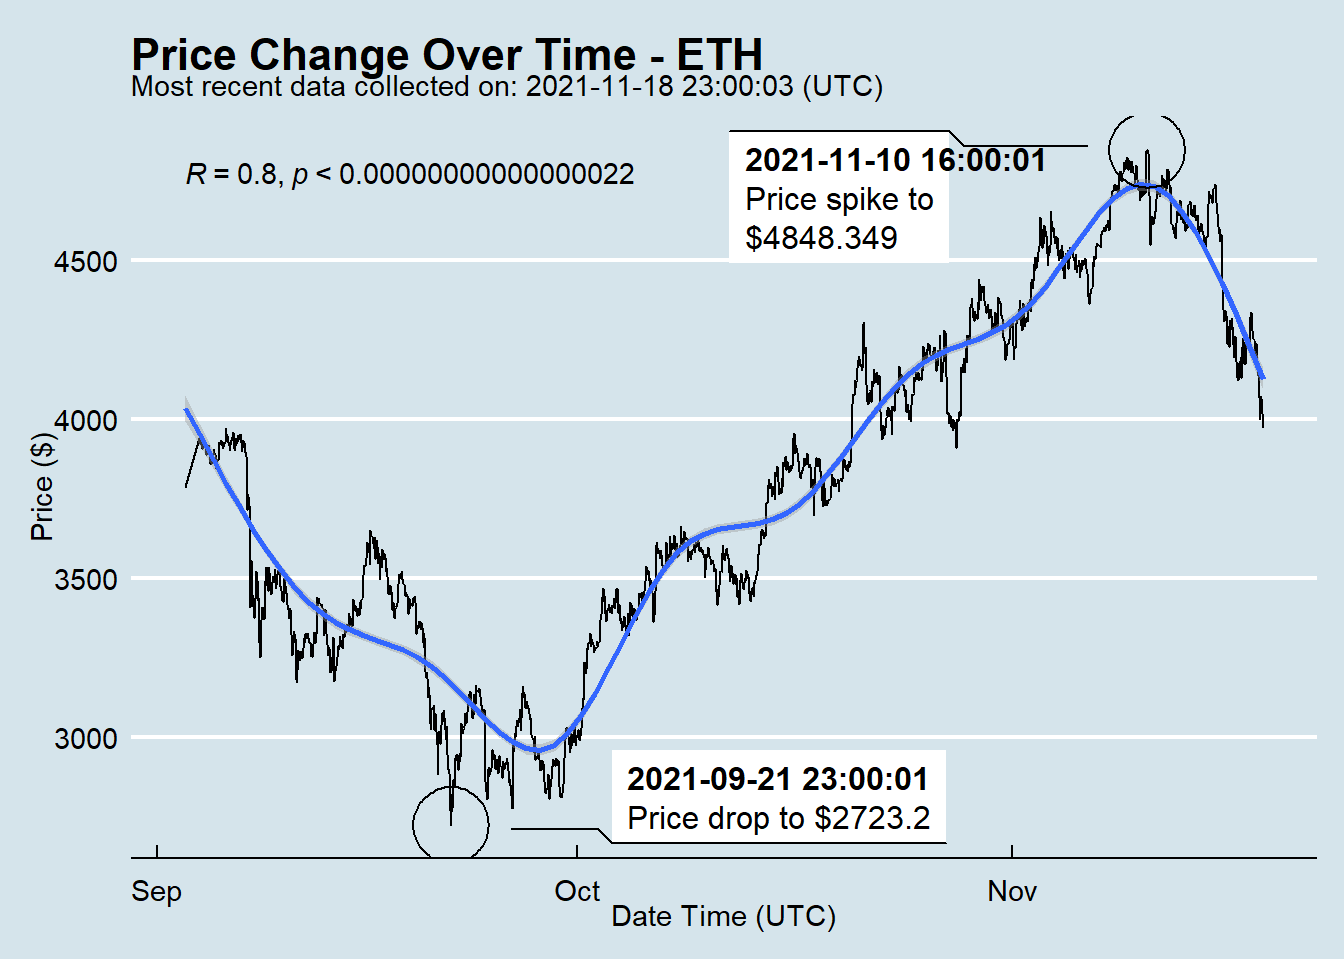 Price Change Over Time - ETH
Most recent data collected on: 2021-11-18 23:00:03 (UTC)
R = 0.8, p < 0.00000000000000022
2021-11-10 16:00:01
Price spike to
$4848.349
4500
4000
3500
3000
Price ($)
2021-09-21 23:00:01
Price drop to $2723.2
Sep
Oct
Nov
Date Time (UTC)